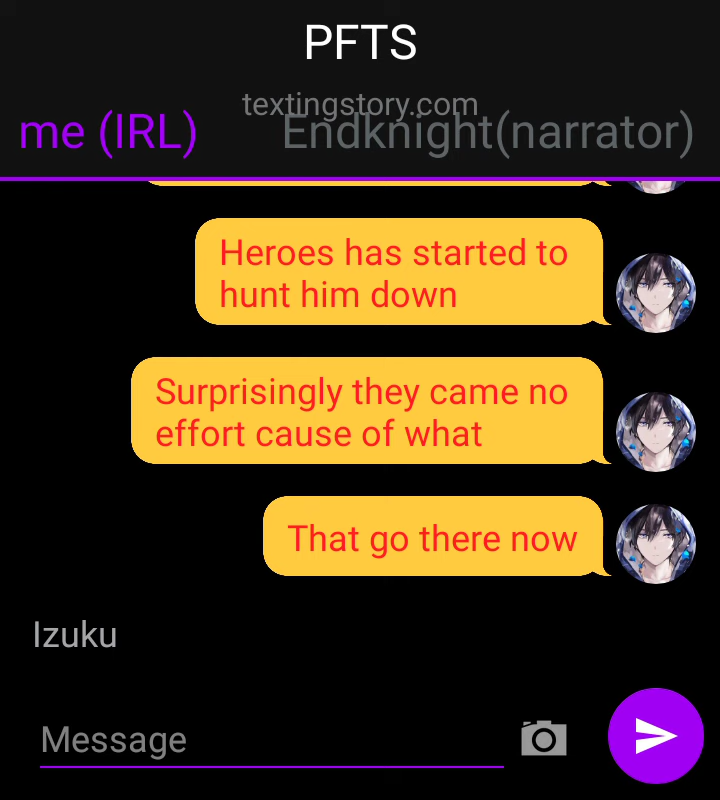 PFTS
textingstory.com
me (IRL) Endknight(narrator)
Heroes has started to
hunt him down
Surprisingly they came no
effort cause of what
That go there now
Izuku
Message